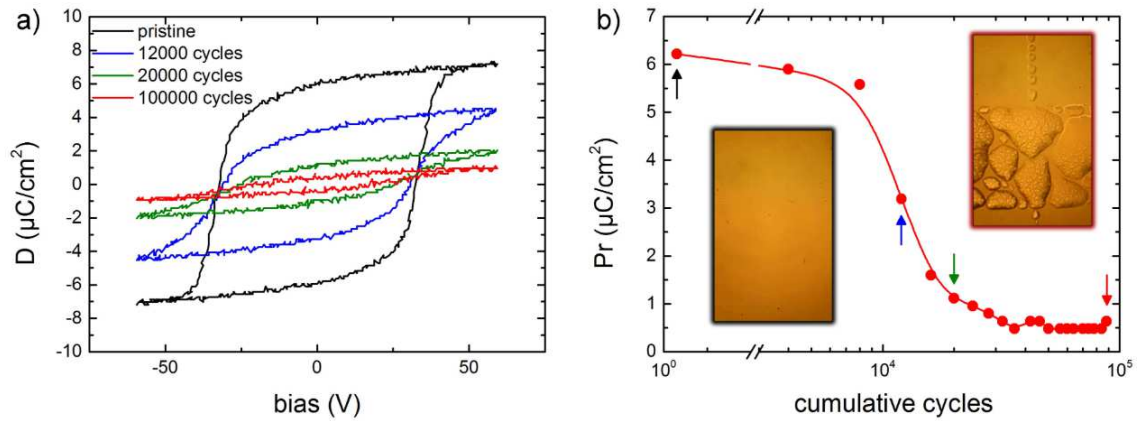 a)
D (µC/cm²)
10
8
6
4
2
0
-2
-4
-6
-8
-10
pristine
12000 cycles
20000 cycles
100000 cycles
-50
0
50
bias (V)
b)
Pr (µC/cm²)
7
6
5
4
3
2
1
0
10⁰
10⁴
10⁵
cumulative cycles